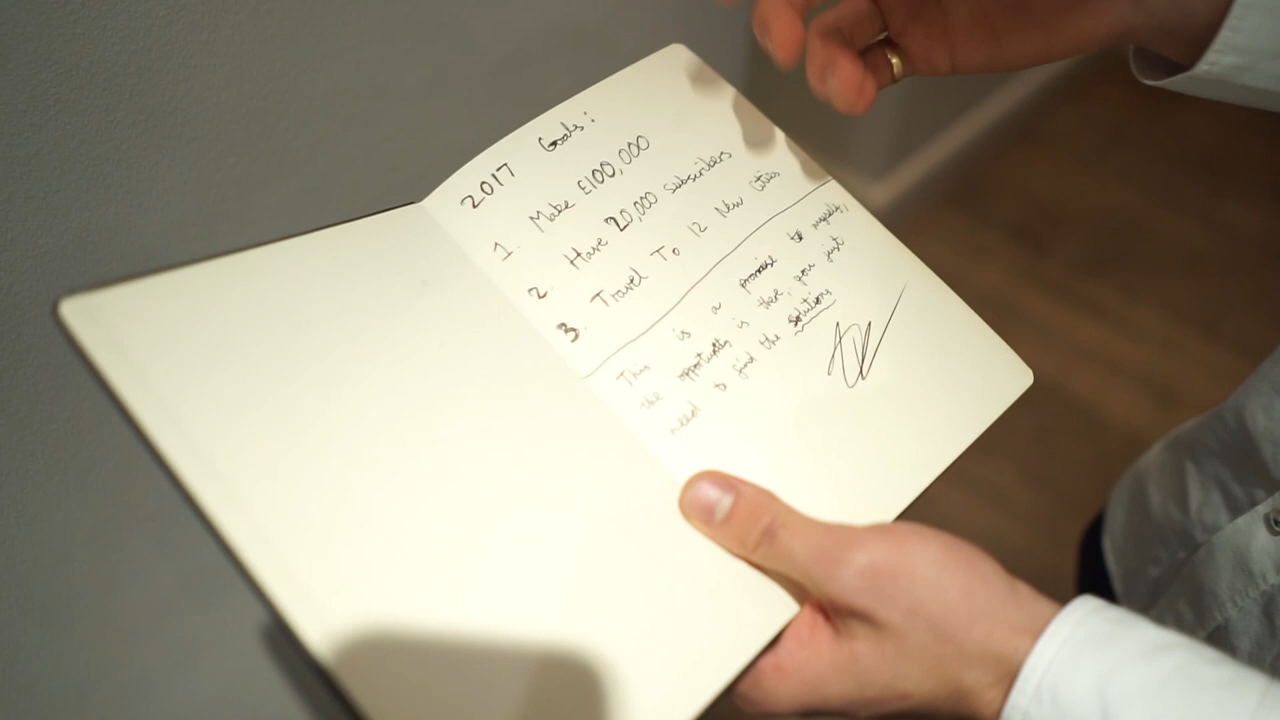 2017 Goals:
1. Make £100,000
2. Have 20,000 subscribers
3. Travel To 12 New Cities
This is a promise to myself,
the opportunity is there, you just
need to find the solutions